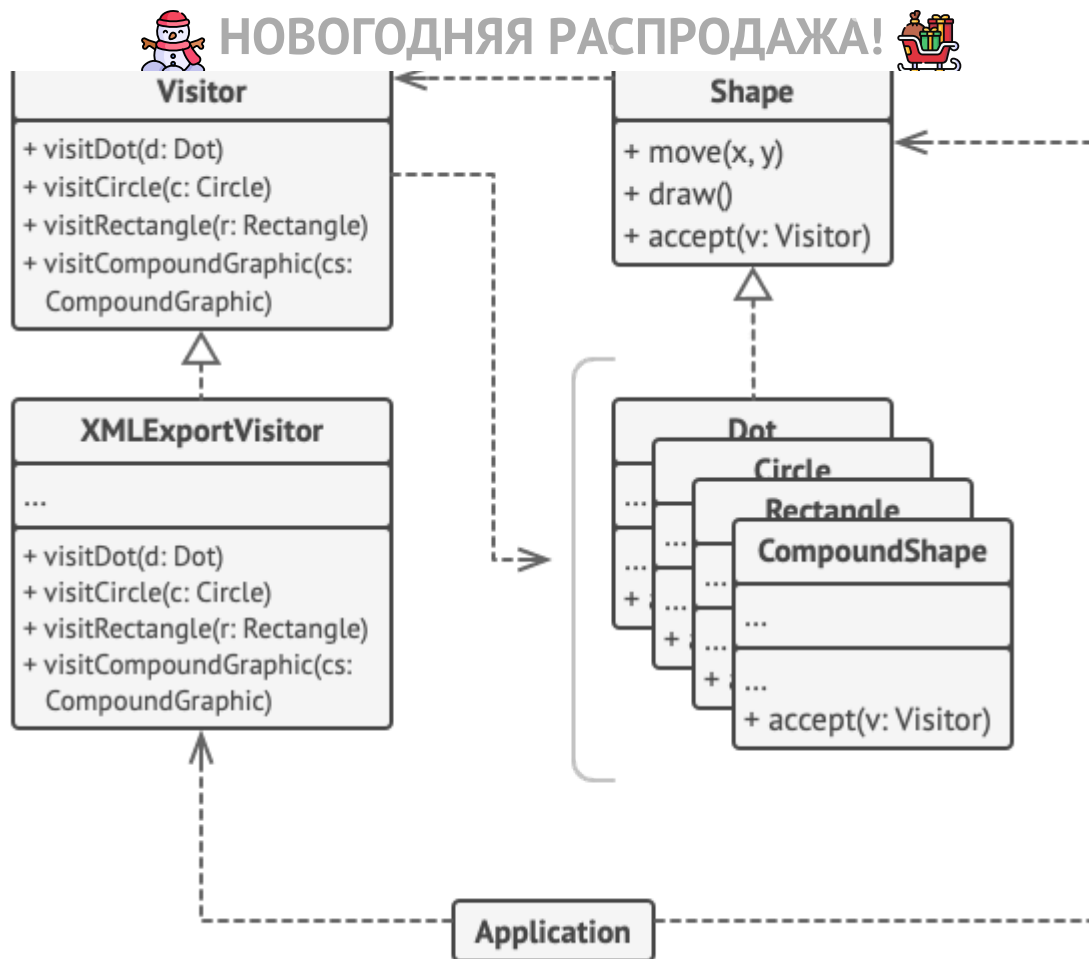 НОВОГОДНЯЯ РАСПРОДАЖА!
Visitor
+ visitDot(d: Dot)
+ visitCircle(c: Circle)
+ visitRectangle(r: Rectangle)
+ visitCompoundGraphic(cs:
CompoundGraphic)
Shape
+ move(x, y)
+ draw()
+ accept(v: Visitor)
XMLExportVisitor
...
+ visitDot(d: Dot)
+ visitCircle(c: Circle)
+ visitRectangle(r: Rectangle)
+ visitCompoundGraphic(cs:
CompoundGraphic)
Dot
...
...
+
Circle
...
...
+
Rectangle
...
...
+
CompoundShape
...
...
+ accept(v: Visitor)
Application